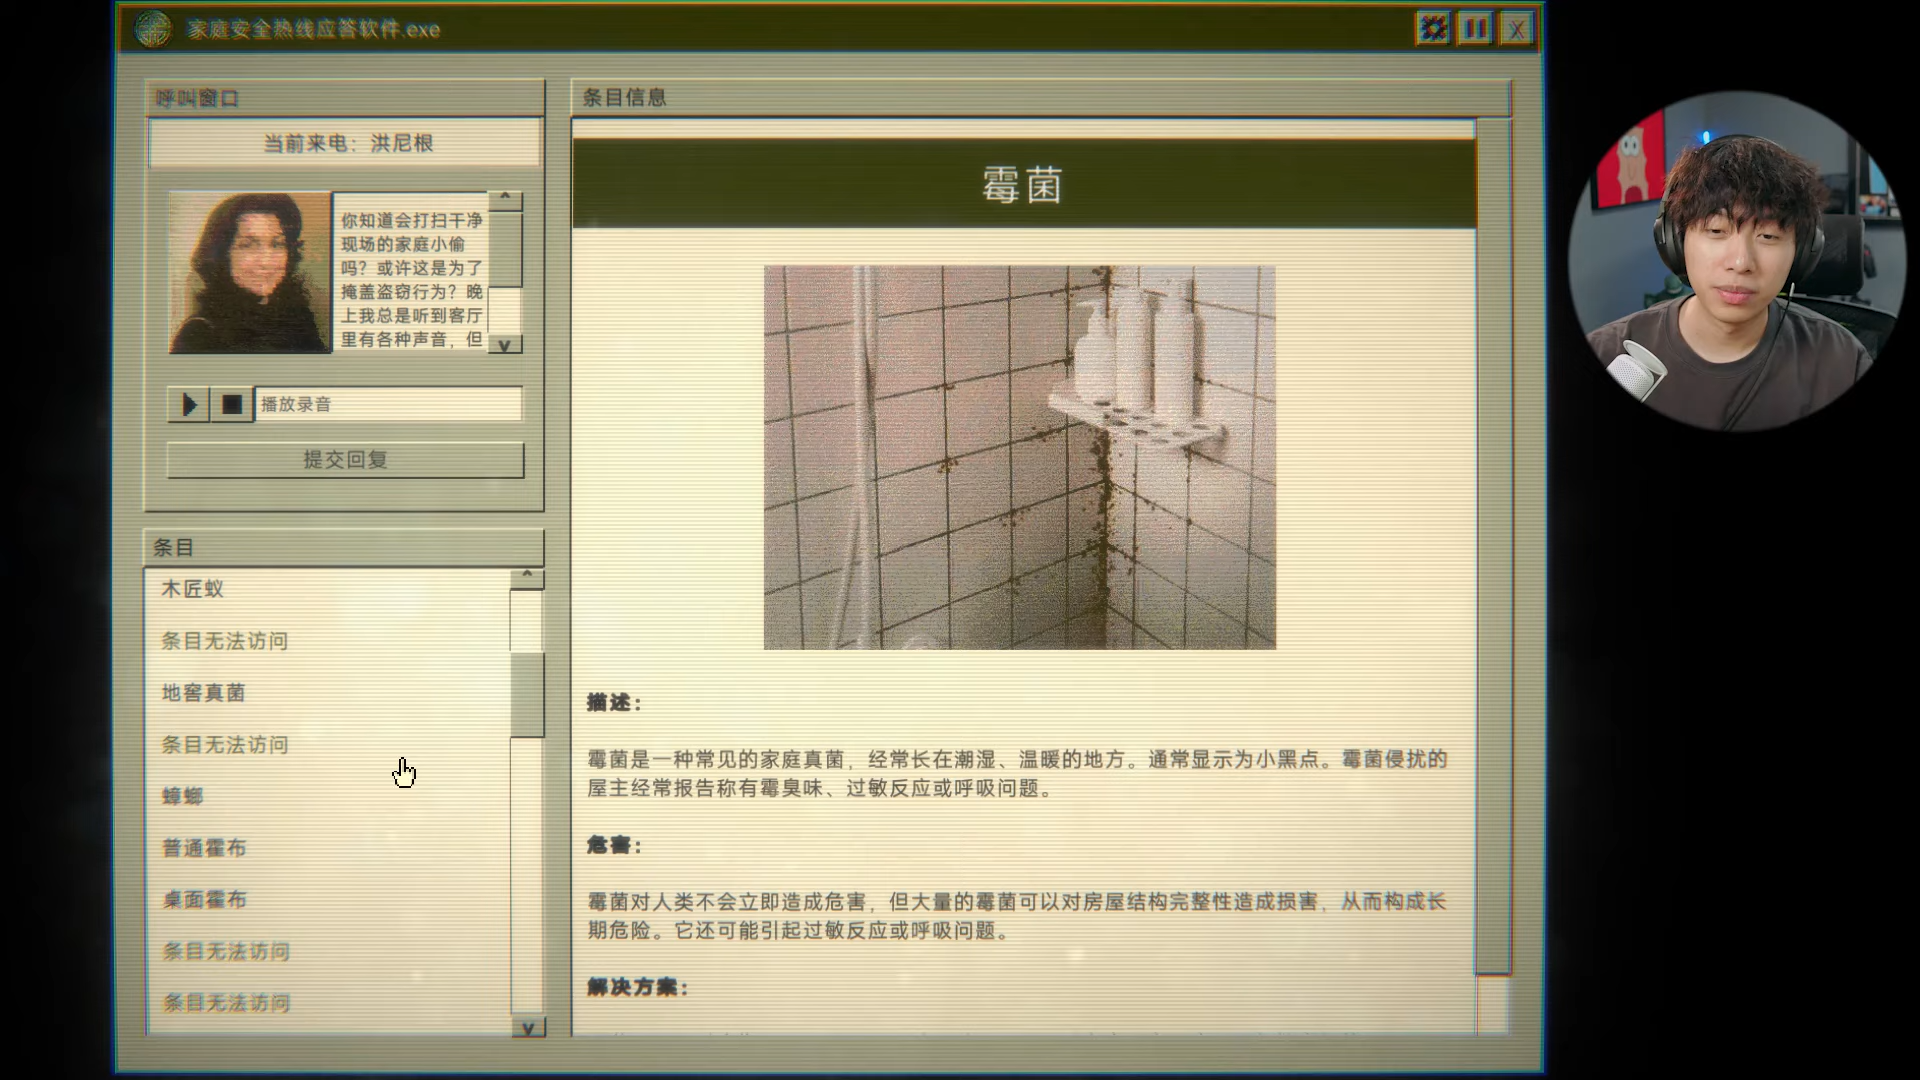 家庭安全热线应答软件.exe
呼叫窗口
当前来电：洪尼根
你知道会打扫干净
现场的家庭小偷
吗？或许这是为了
掩盖盗窃行为？晚
上我总是听到客厅
里有各种声音，但
播放录音
提交回复
条目
木匠蚁
条目无法访问
地窖真菌
条目无法访问
蟑螂
普通霍布
桌面霍布
条目无法访问
条目无法访问
条目信息
霉菌
描述：
霉菌是一种常见的家庭真菌，经常长在潮湿、温暖的地方。通常显示为小黑点。霉菌侵扰的
屋主经常报告称有霉臭味、过敏反应或呼吸问题。
危害：
霉菌对人类不会立即造成危害，但大量的霉菌可以对房屋结构完整性造成损害，从而构成长
期危险。它还可能引起过敏反应或呼吸问题。
解决方案：